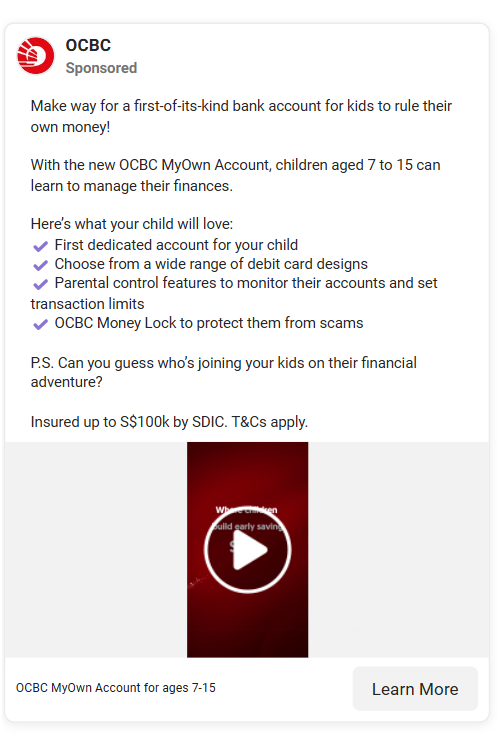 OCBC
Sponsored
Make way for a first-of-its-kind bank account for kids to rule their
own money!
With the new OCBC MyOwn Account, children aged 7 to 15 can
learn to manage their finances.
Here’s what your child will love:
✔ First dedicated account for your child
✔ Choose from a wide range of debit card designs
✔ Parental control features to monitor their accounts and set
transaction limits
✔ OCBC Money Lock to protect them from scams
P.S. Can you guess who’s joining your kids on their financial
adventure?
Insured up to S$100k by SDIC. T&Cs apply.
Where children
build early saving
OCBC MyOwn Account for ages 7-15
Learn More